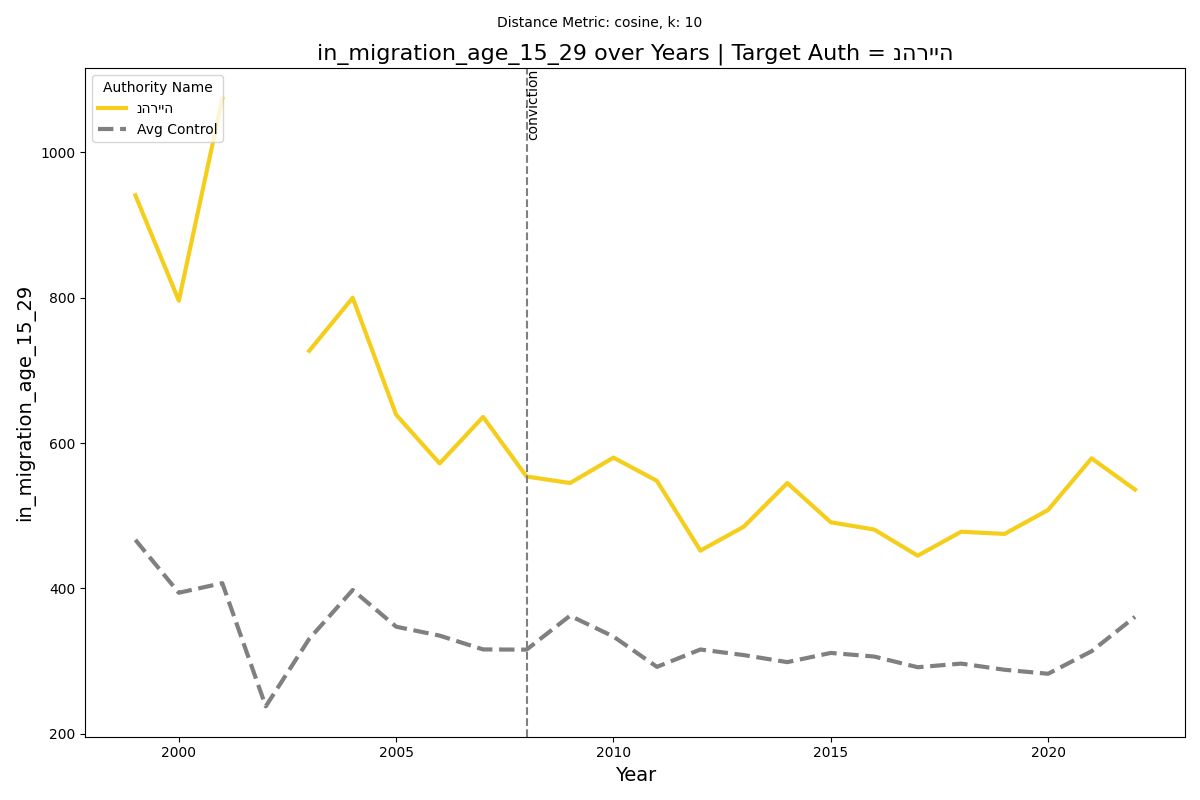 Distance Metric: cosine, k: 10
in_migration_age_15_29 over Years | Target Auth = נהרייה
Authority Name
נהרייה
Avg Control
conviction
in_migration_age_15_29
1000
800
600
400
200
2000 2005 2010 2015 2020
Year